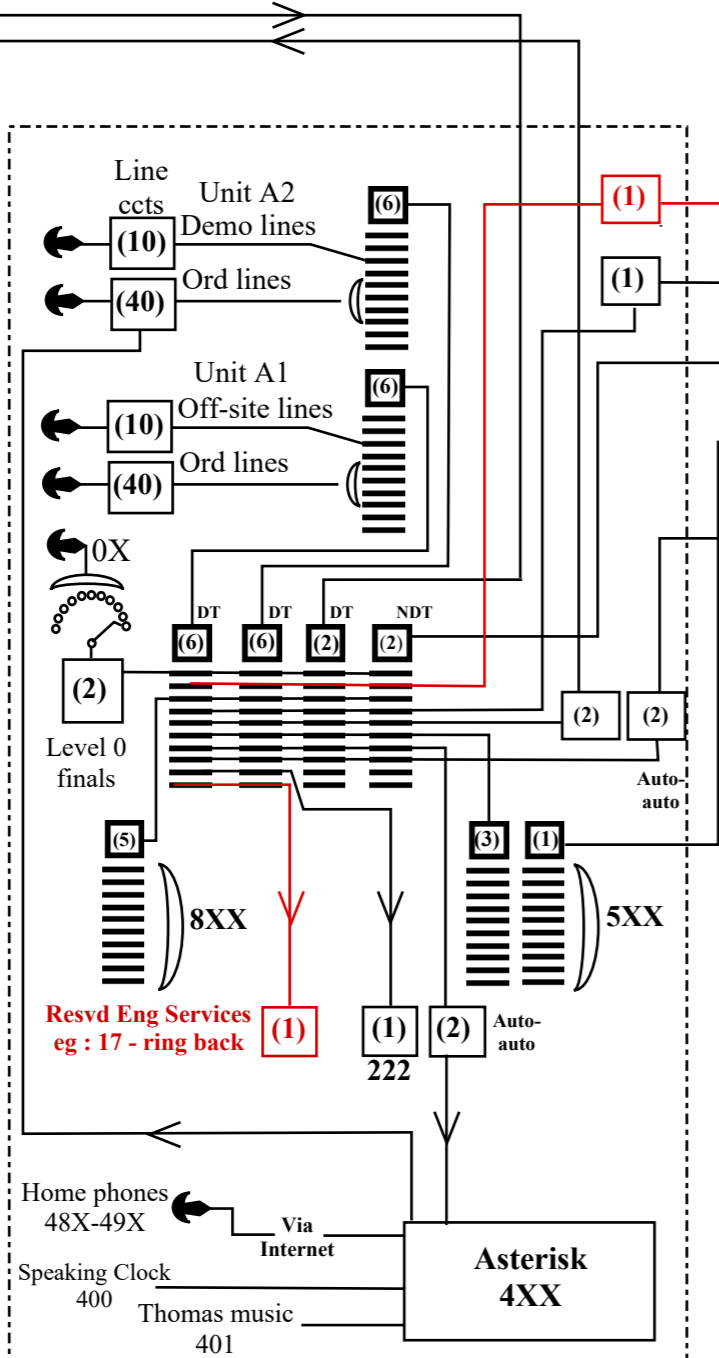 Line
ccts
Unit A2
Demo lines
(6)
(1)
(10)
Ord lines
(40)
(1)
Unit A1
Off-site lines
(6)
(10)
Ord lines
(40)
0X
DT
DT
DT
NDT
(6)
(6)
(2)
(2)
(2)
(2)
(2)
Level 0
finals
Auto-
auto
(5)
(3)
(1)
8XX
5XX
Resvd Eng Services
eg : 17 - ring back
(1)
(1)
222
(2)
Auto-
auto
Home phones
48X-49X
Via
Internet
Asterisk
4XX
Speaking Clock
400
Thomas music
401